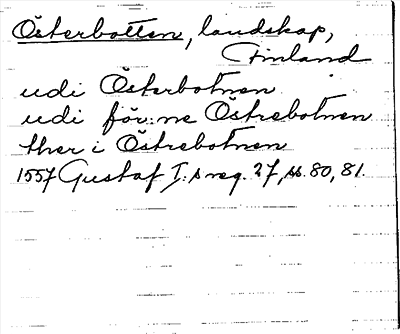 Österbotten, landskap,
Finland
udi Österbotnen
udi för:ne Östrebotnen
ther i Östrebotnen
1557 Gustaf I:s reg. 27, ss. 80, 81.